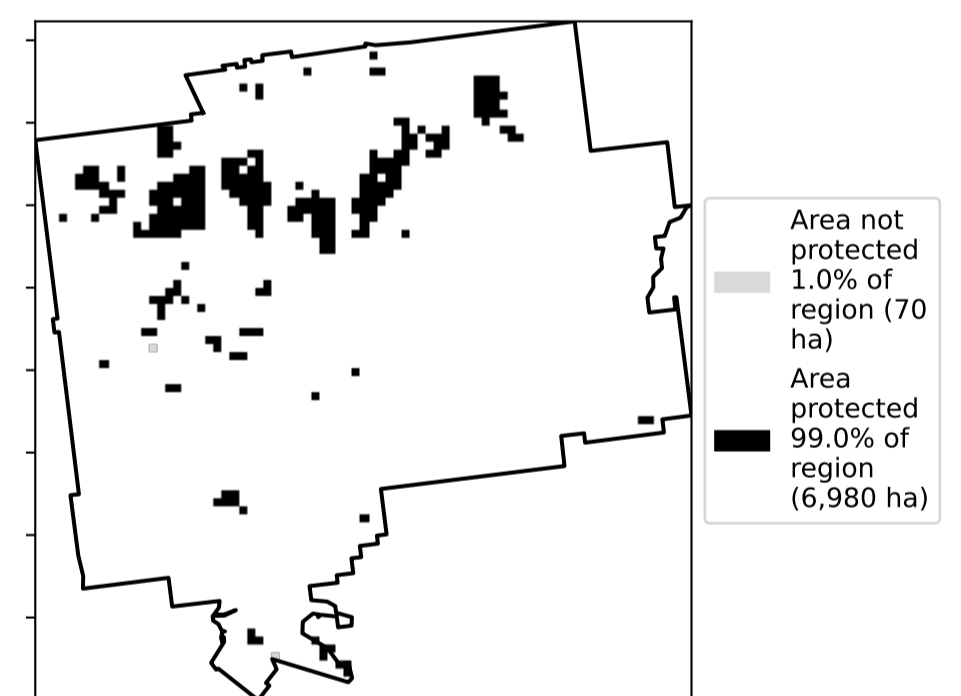 Area not
protected
1.0% of
region (70
ha)
Area
protected
99.0% of
region
(6,980 ha)